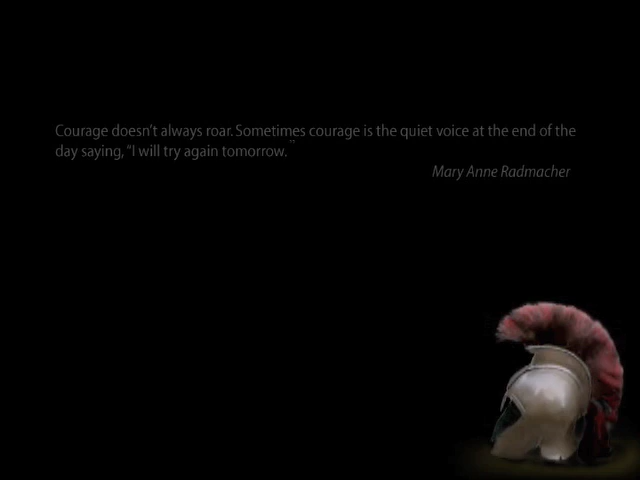 Courage doesn't always roar. Sometimes courage is the quiet voice at the end of the
day saying, "I will try again tomorrow.”
Mary Anne Radmacher